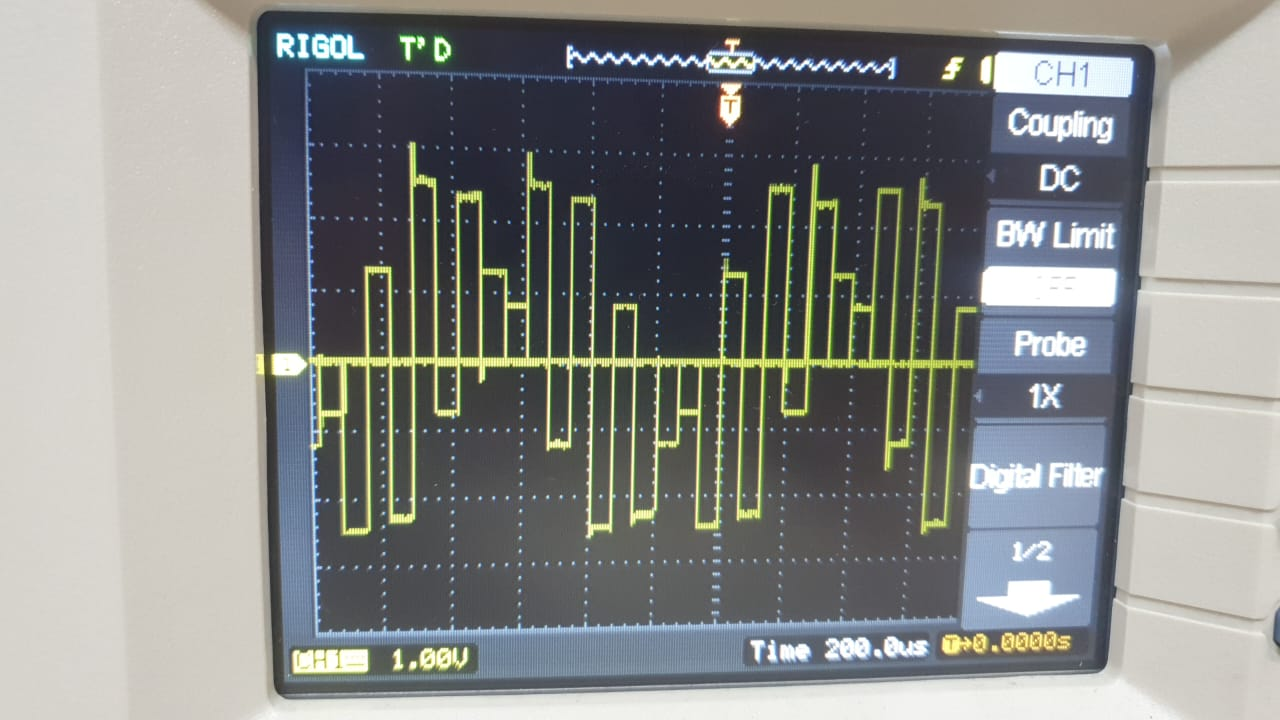 RIGOL T'D
T
T
CH1
Coupling
DC
BW Limit
Probe
1X
Digital Filter
1/2
CH1 1.00V Time 200.0us T→0.0000s